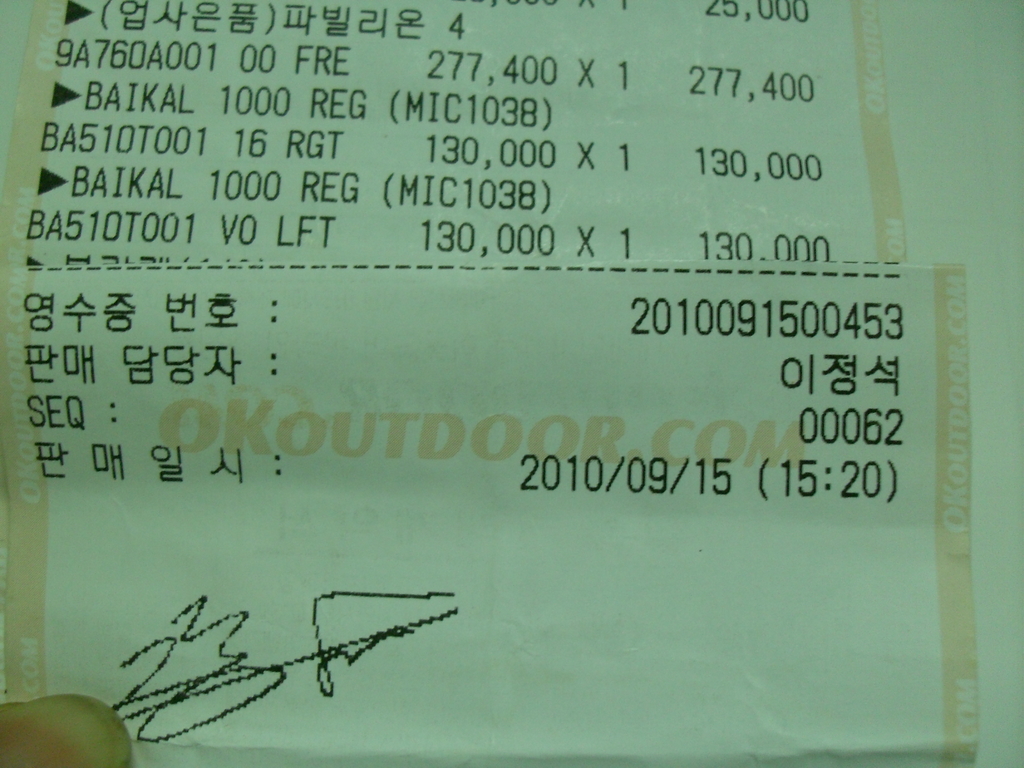 X 1 25,000
▶(업사은품)파빌리온 4
9A760A001 00 FRE 277,400 X 1 277,400
▶BAIKAL 1000 REG (MIC1038)
BA510T001 16 RGT 130,000 X 1 130,000
▶BAIKAL 1000 REG (MIC1038)
BA510T001 V0 LFT 130,000 X 1 130,000
영수증 번호 : 2010091500453
판매 담당자 : 이정석
SEQ : 00062
OKOUTDOOR.COM
판 매 일 시 : 2010/09/15 (15:20)